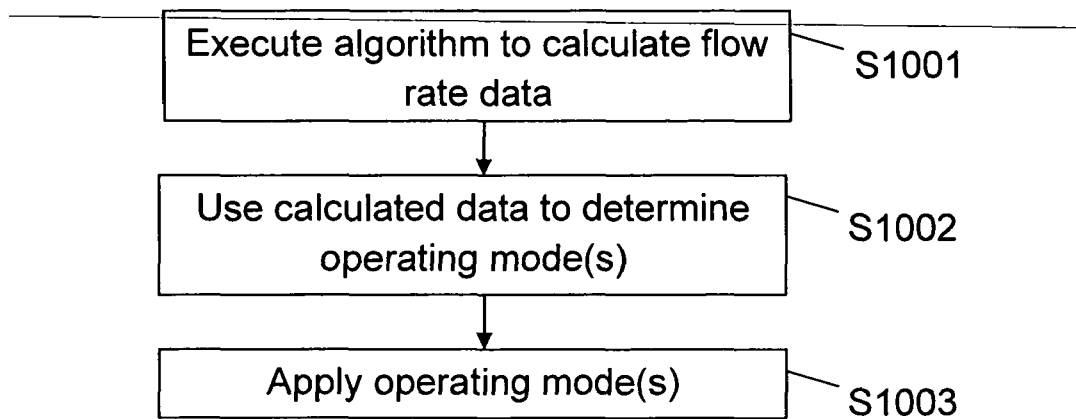 Execute algorithm to calculate flow
rate data
S1001
Use calculated data to determine
operating mode(s)
S1002
Apply operating mode(s)
S1003